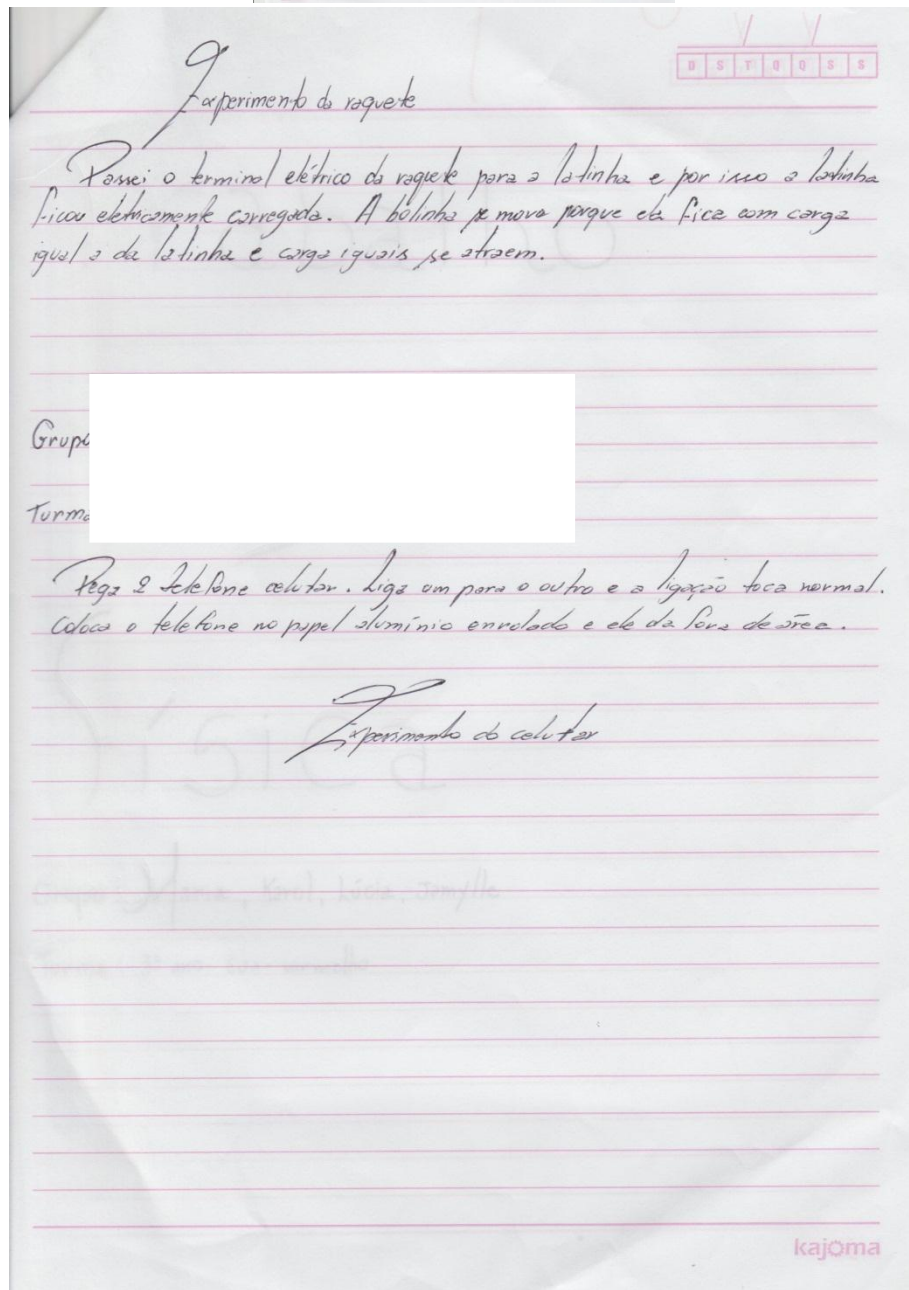 D S T Q Q S S
Experimento da raquete
Passei o terminal elétrico da raquete para a latinha e por isso a latinha
ficou eletricamente carregada. A bolinha se move porque ela fica com carga
igual a da latinha e carga iguais se atraem.
Grupo
Turma
Pega 2 telefone celular. Liga um para o outro e a ligação toca normal.
Coloca o telefone no papel alumínio enrolado e ele da fora de área.
Experimento do celular
Física
kajoma